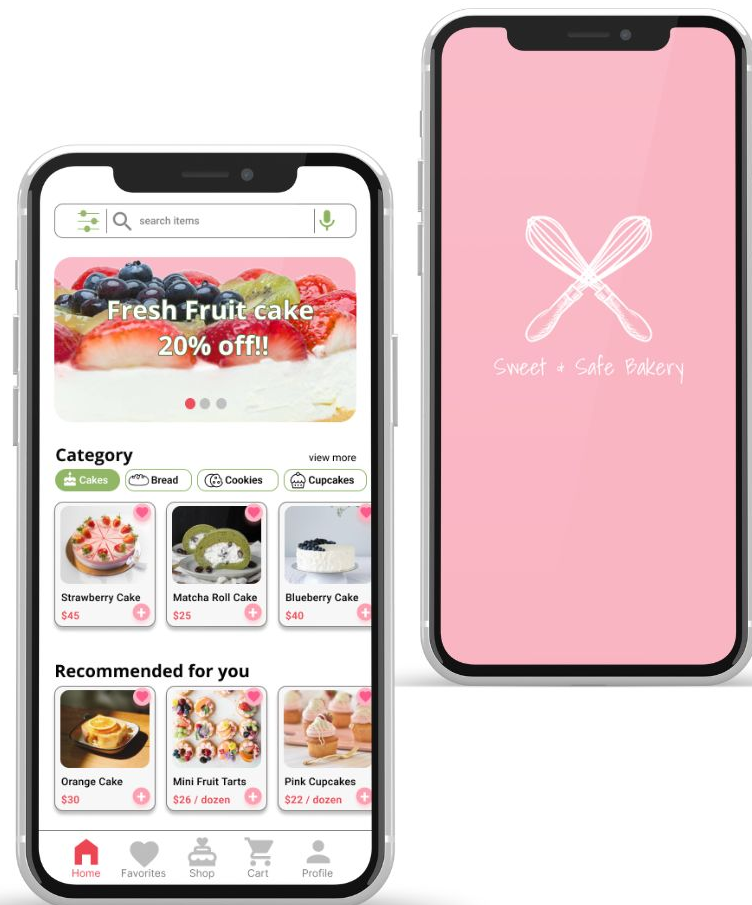 search items
Fresh Fruit cake
20% off!!
Category
view more
Cakes
Bread
Cookies
Cupcakes
Strawberry Cake
$45
Matcha Roll Cake
$25
Blueberry Cake
$40
Recommended for you
Orange Cake
$30
Mini Fruit Tarts
$26 / dozen
Pink Cupcakes
$22 / dozen
Home
Favorites
Shop
Cart
Profile
Sweet & Safe Bakery